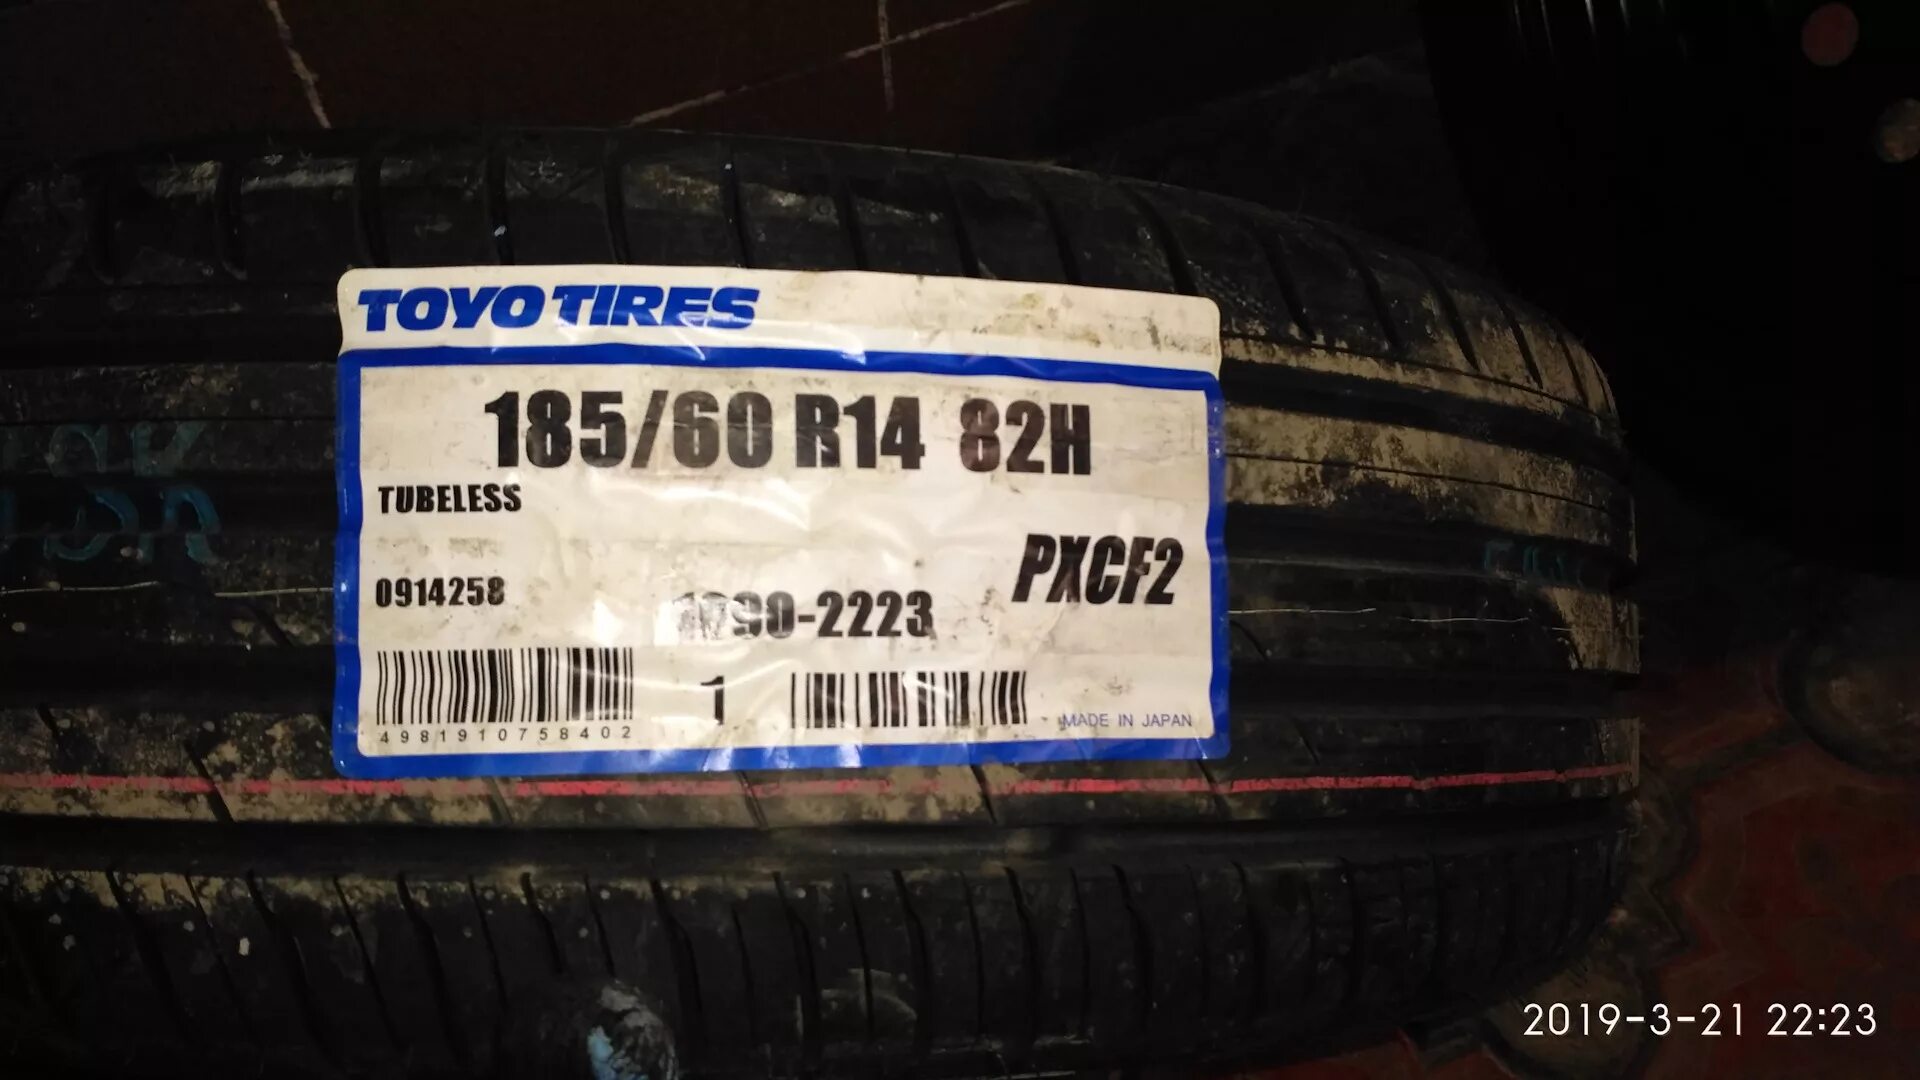 TOYO TIRES
185/60 R14 82H
TUBELESS
PXCF2
0914258
1
4981910758402
MADE IN JAPAN
2019-3-21 22:23